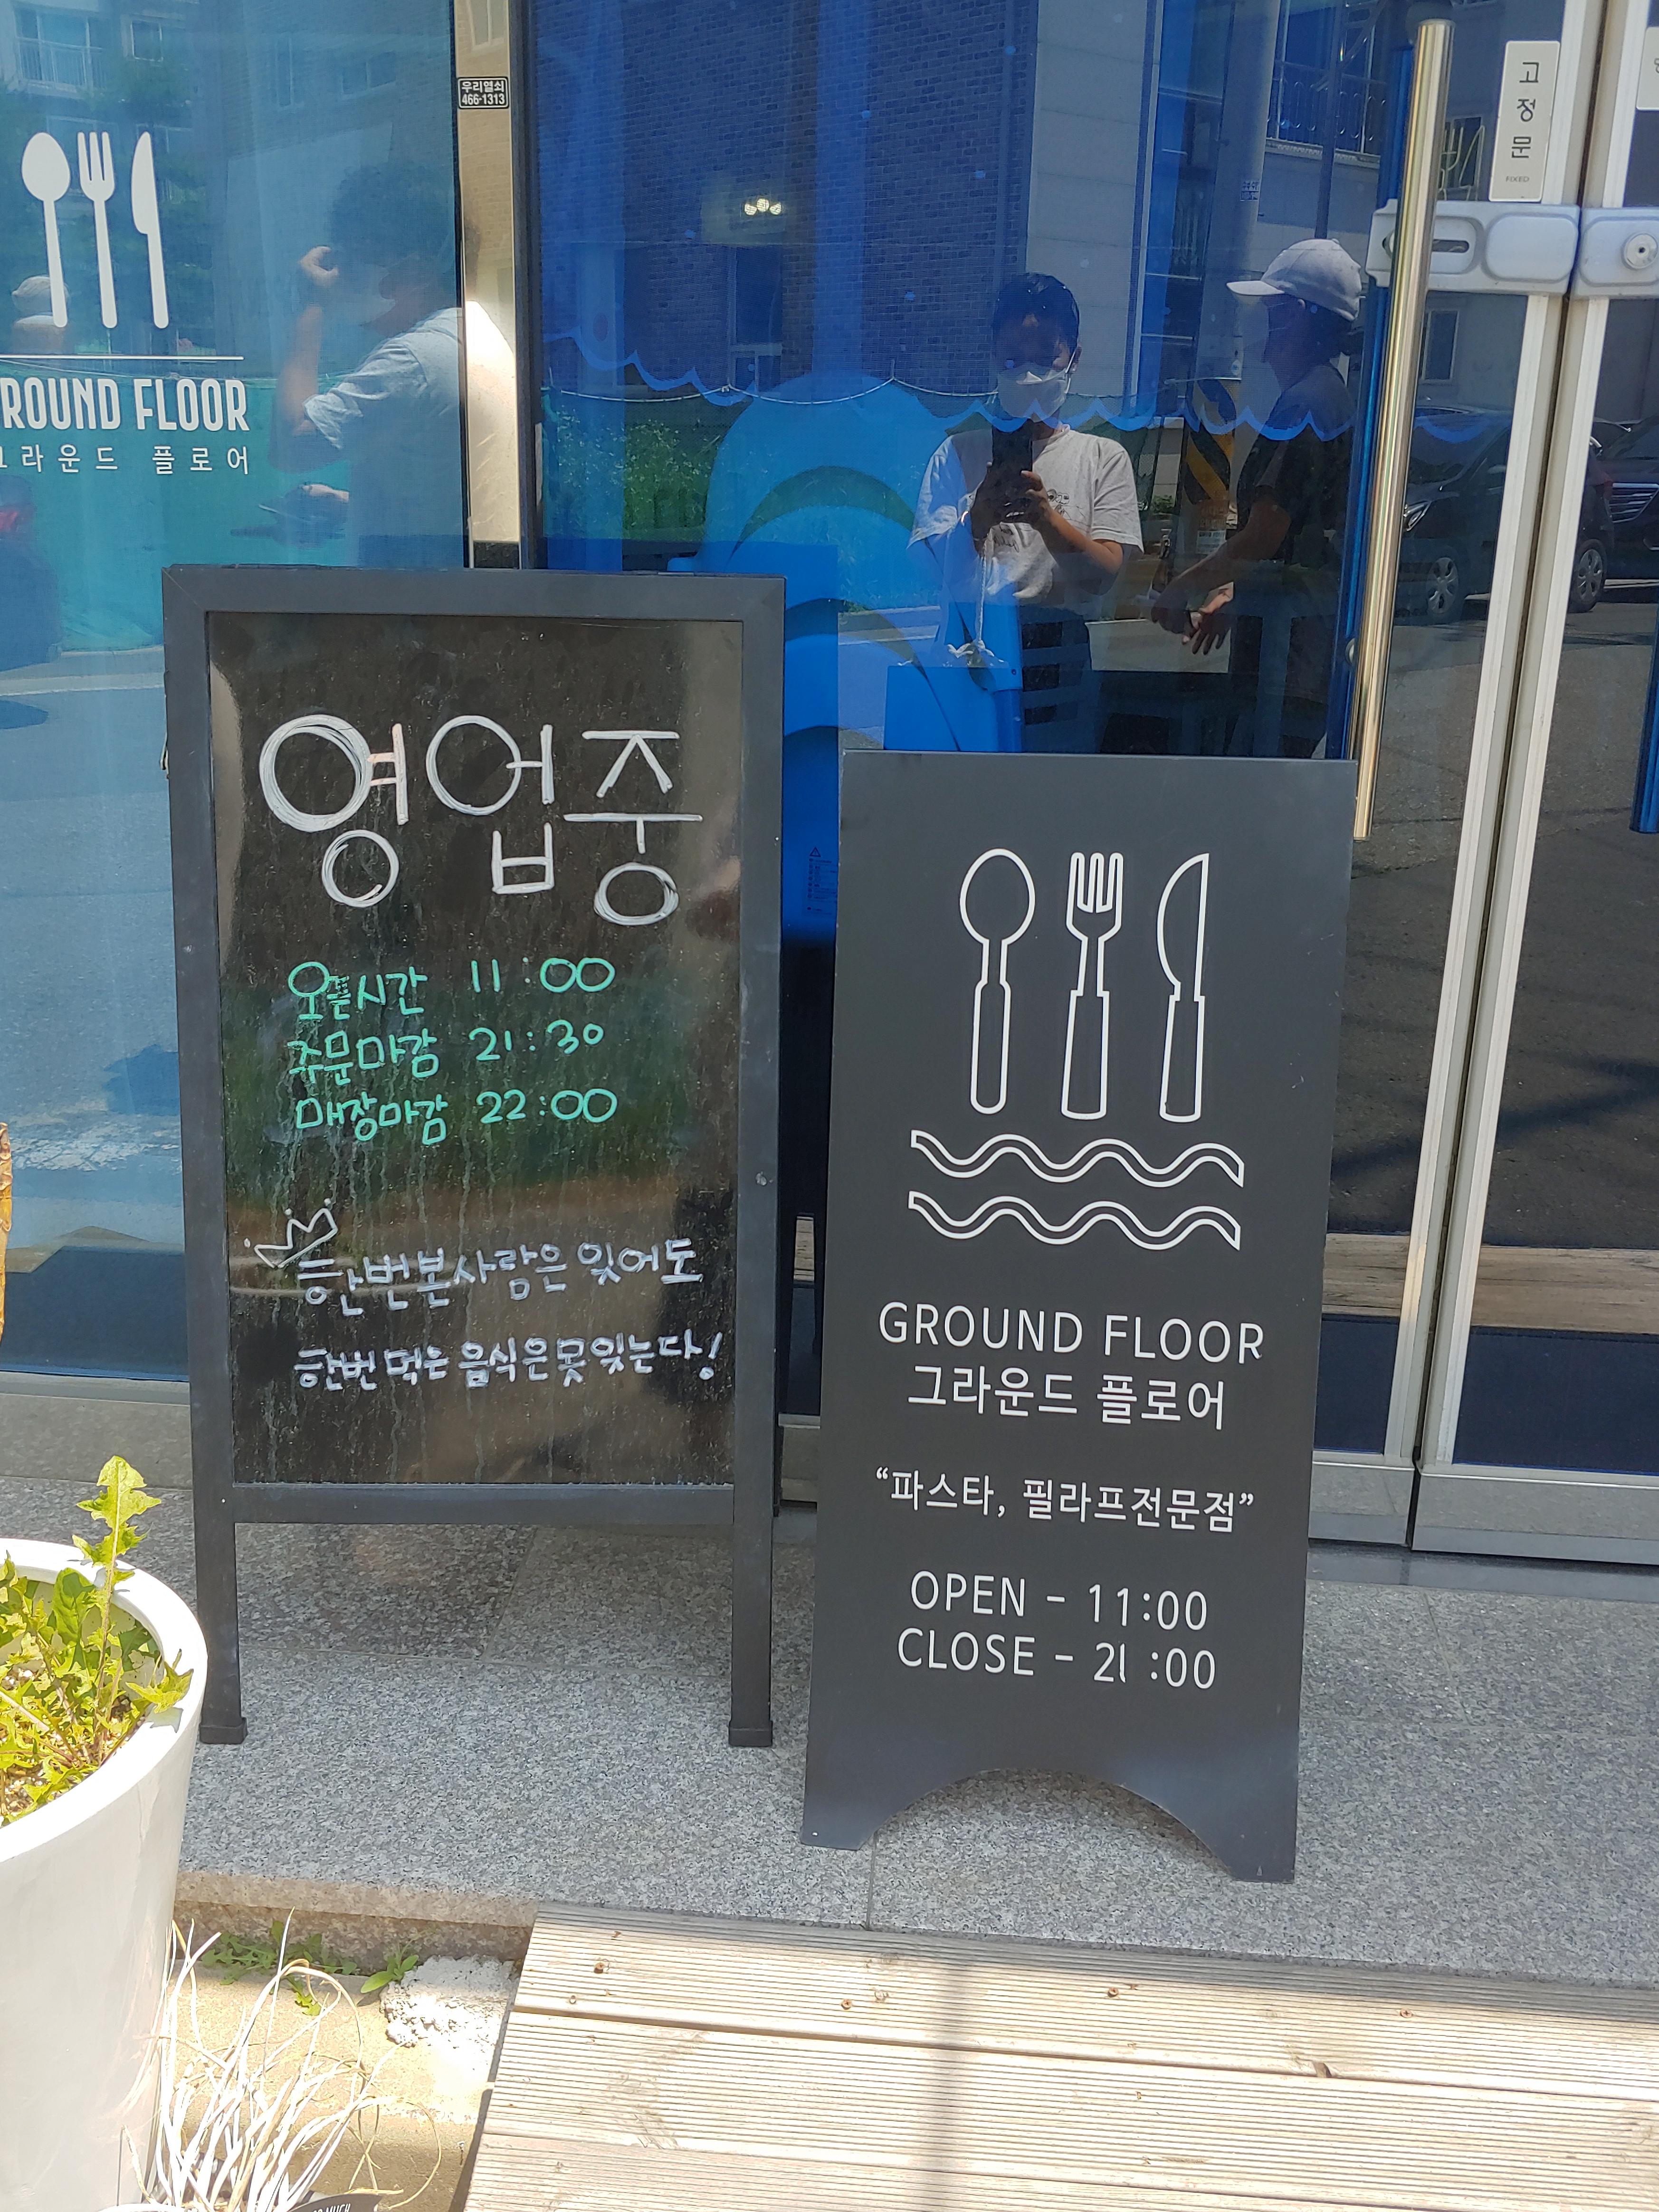 우리열쇠
466-1313
고정문
FIXED
ROUND FLOOR
그라운드 플로어
영업중
오픈시간 11:00
주문마감 21:30
매장마감 22:00
한번본사람은 잊어도
한번먹는음식은못잊는다!
GROUND FLOOR
그라운드 플로어
“파스타, 필라프전문점”
OPEN - 11:00
CLOSE - 21:00